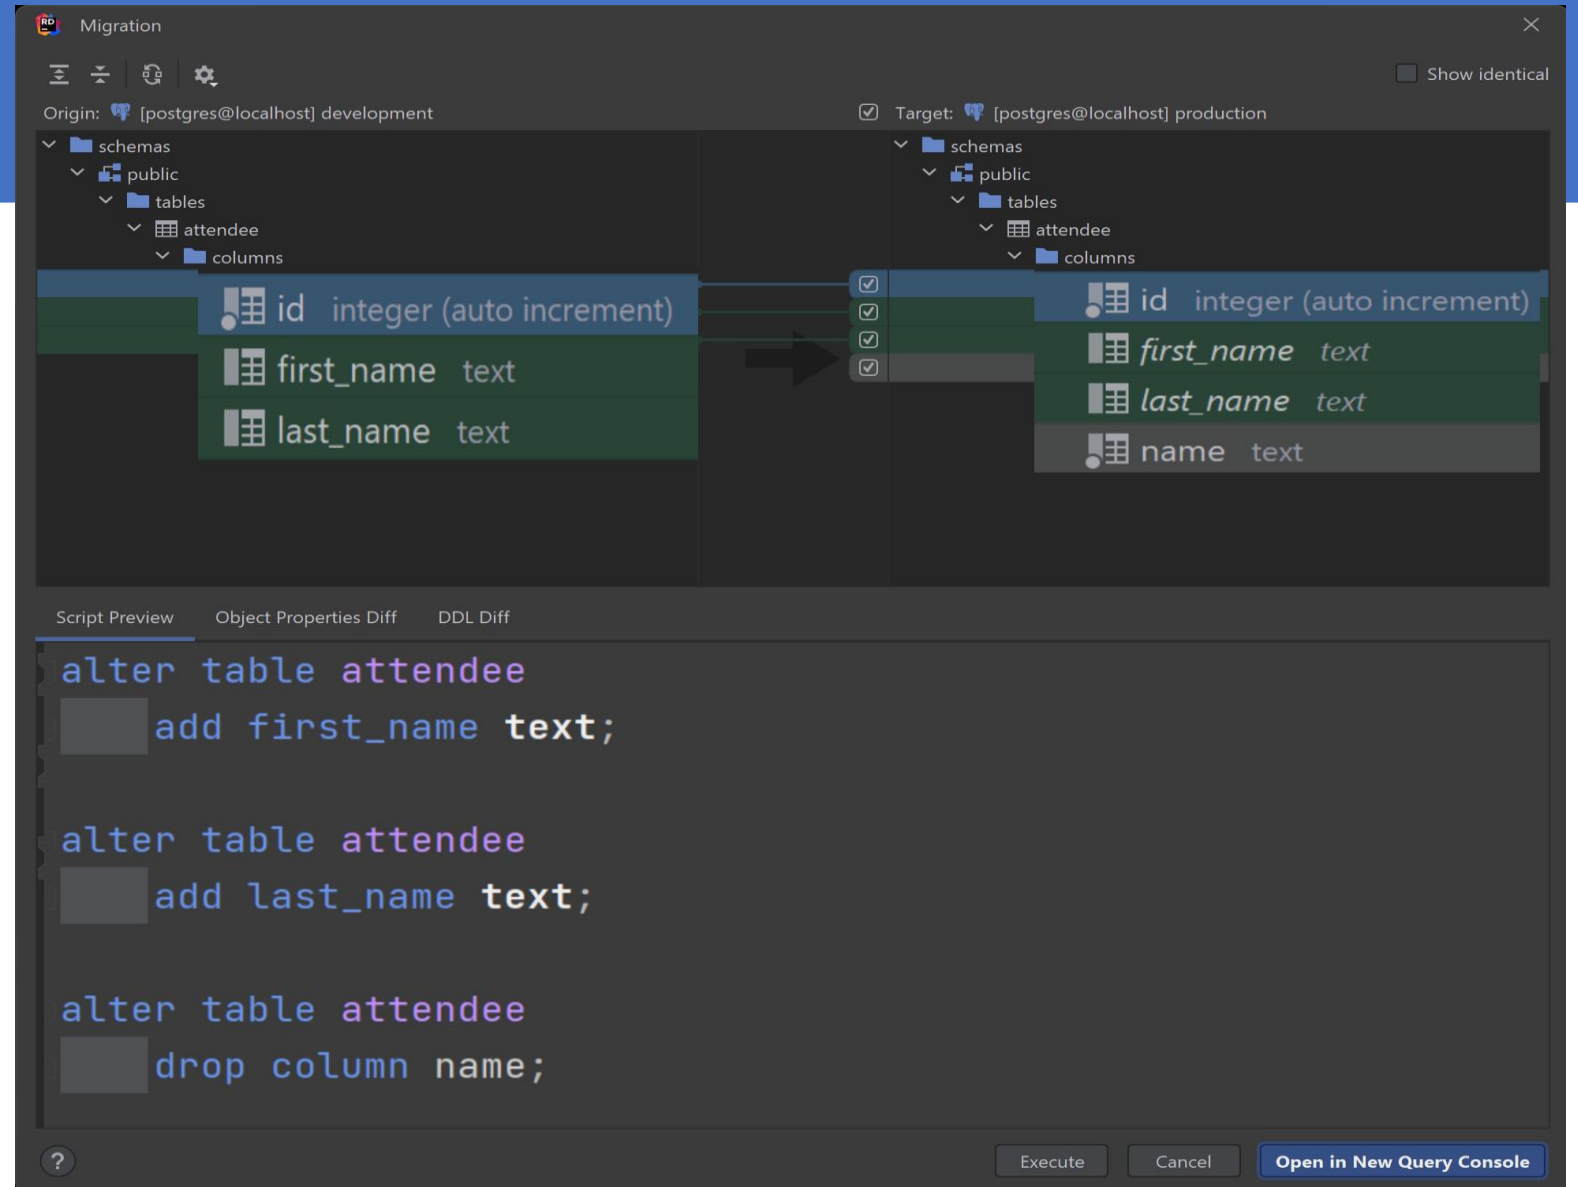 RD Migration
Show identical
Origin: [postgres@localhost] development
Target: [postgres@localhost] production
schemas
public
tables
attendee
columns
id integer (auto increment)
first_name text
last_name text
schemas
public
tables
attendee
columns
id integer (auto increment)
first_name text
last_name text
name text
Script Preview Object Properties Diff DDL Diff
alter table attendee
add first_name text;
alter table attendee
add last_name text;
alter table attendee
drop column name;
? Execute Cancel Open in New Query Console